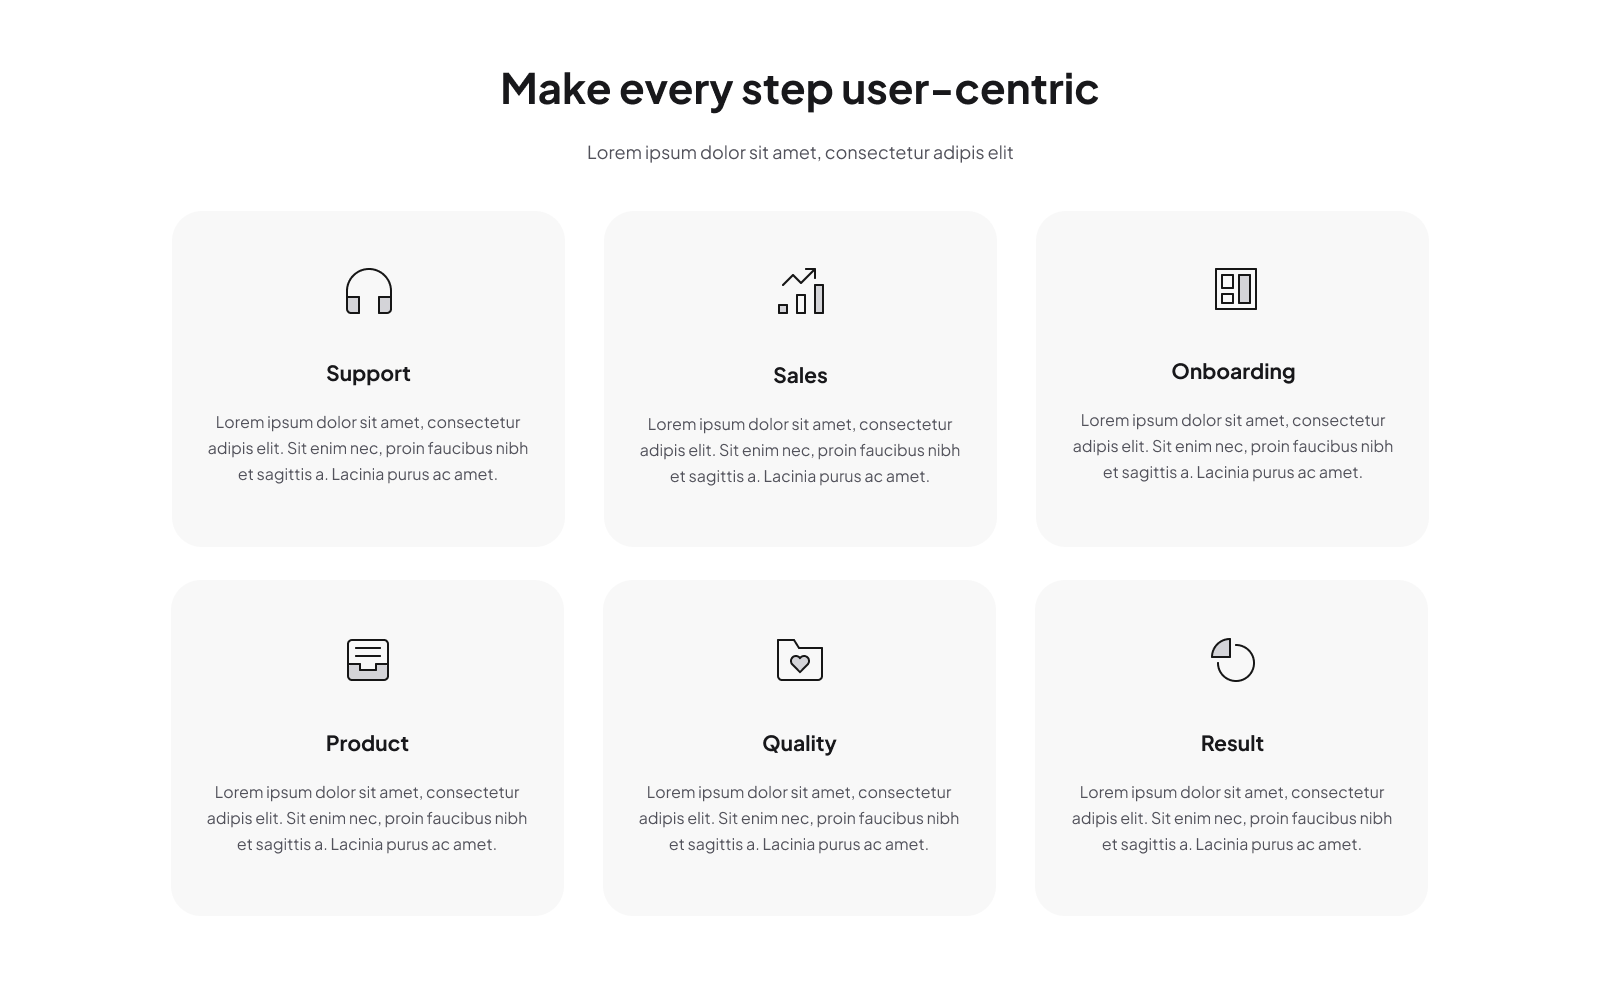 Make every step user-centric
Lorem ipsum dolor sit amet, consectetur adipis elit
Support
Lorem ipsum dolor sit amet, consectetur
adipis elit. Sit enim nec, proin faucibus nibh
et sagittis a. Lacinia purus ac amet.
Sales
Lorem ipsum dolor sit amet, consectetur
adipis elit. Sit enim nec, proin faucibus nibh
et sagittis a. Lacinia purus ac amet.
Onboarding
Lorem ipsum dolor sit amet, consectetur
adipis elit. Sit enim nec, proin faucibus nibh
et sagittis a. Lacinia purus ac amet.
Product
Lorem ipsum dolor sit amet, consectetur
adipis elit. Sit enim nec, proin faucibus nibh
et sagittis a. Lacinia purus ac amet.
Quality
Lorem ipsum dolor sit amet, consectetur
adipis elit. Sit enim nec, proin faucibus nibh
et sagittis a. Lacinia purus ac amet.
Result
Lorem ipsum dolor sit amet, consectetur
adipis elit. Sit enim nec, proin faucibus nibh
et sagittis a. Lacinia purus ac amet.